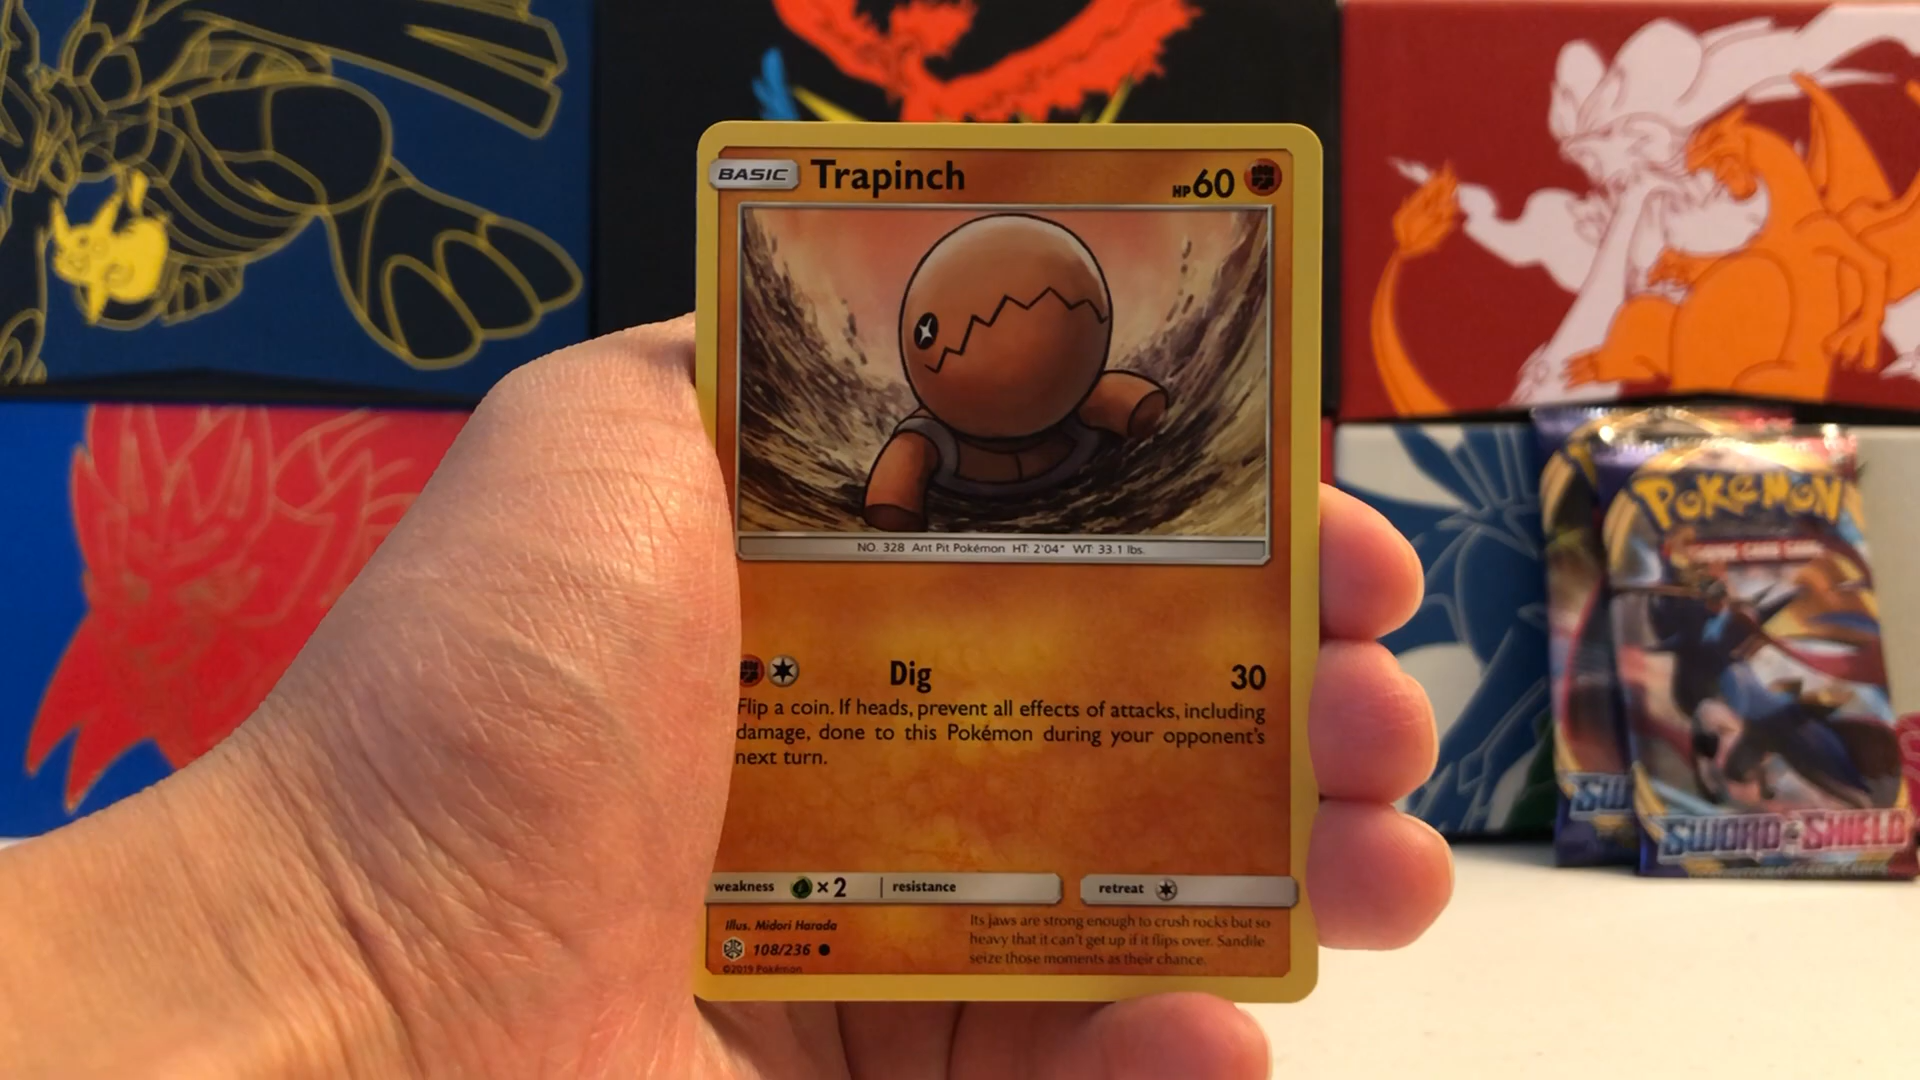 BASIC Trapinch HP 60
NO. 328 Ant Pit Pokémon HT: 2'04" WT: 33.1 lbs.
Dig 30
Flip a coin. If heads, prevent all effects of attacks, including
damage, done to this Pokémon during your opponent's
next turn.
weakness ×2 resistance retreat
Illus. Midori Harada
108/236
©2019 Pokémon
Its jaws are strong enough to crush rocks but so
heavy that it can't get up if it flips over. Sandile
seize those moments as their chance.
POKéMON
SW
SWORD & SHIELD